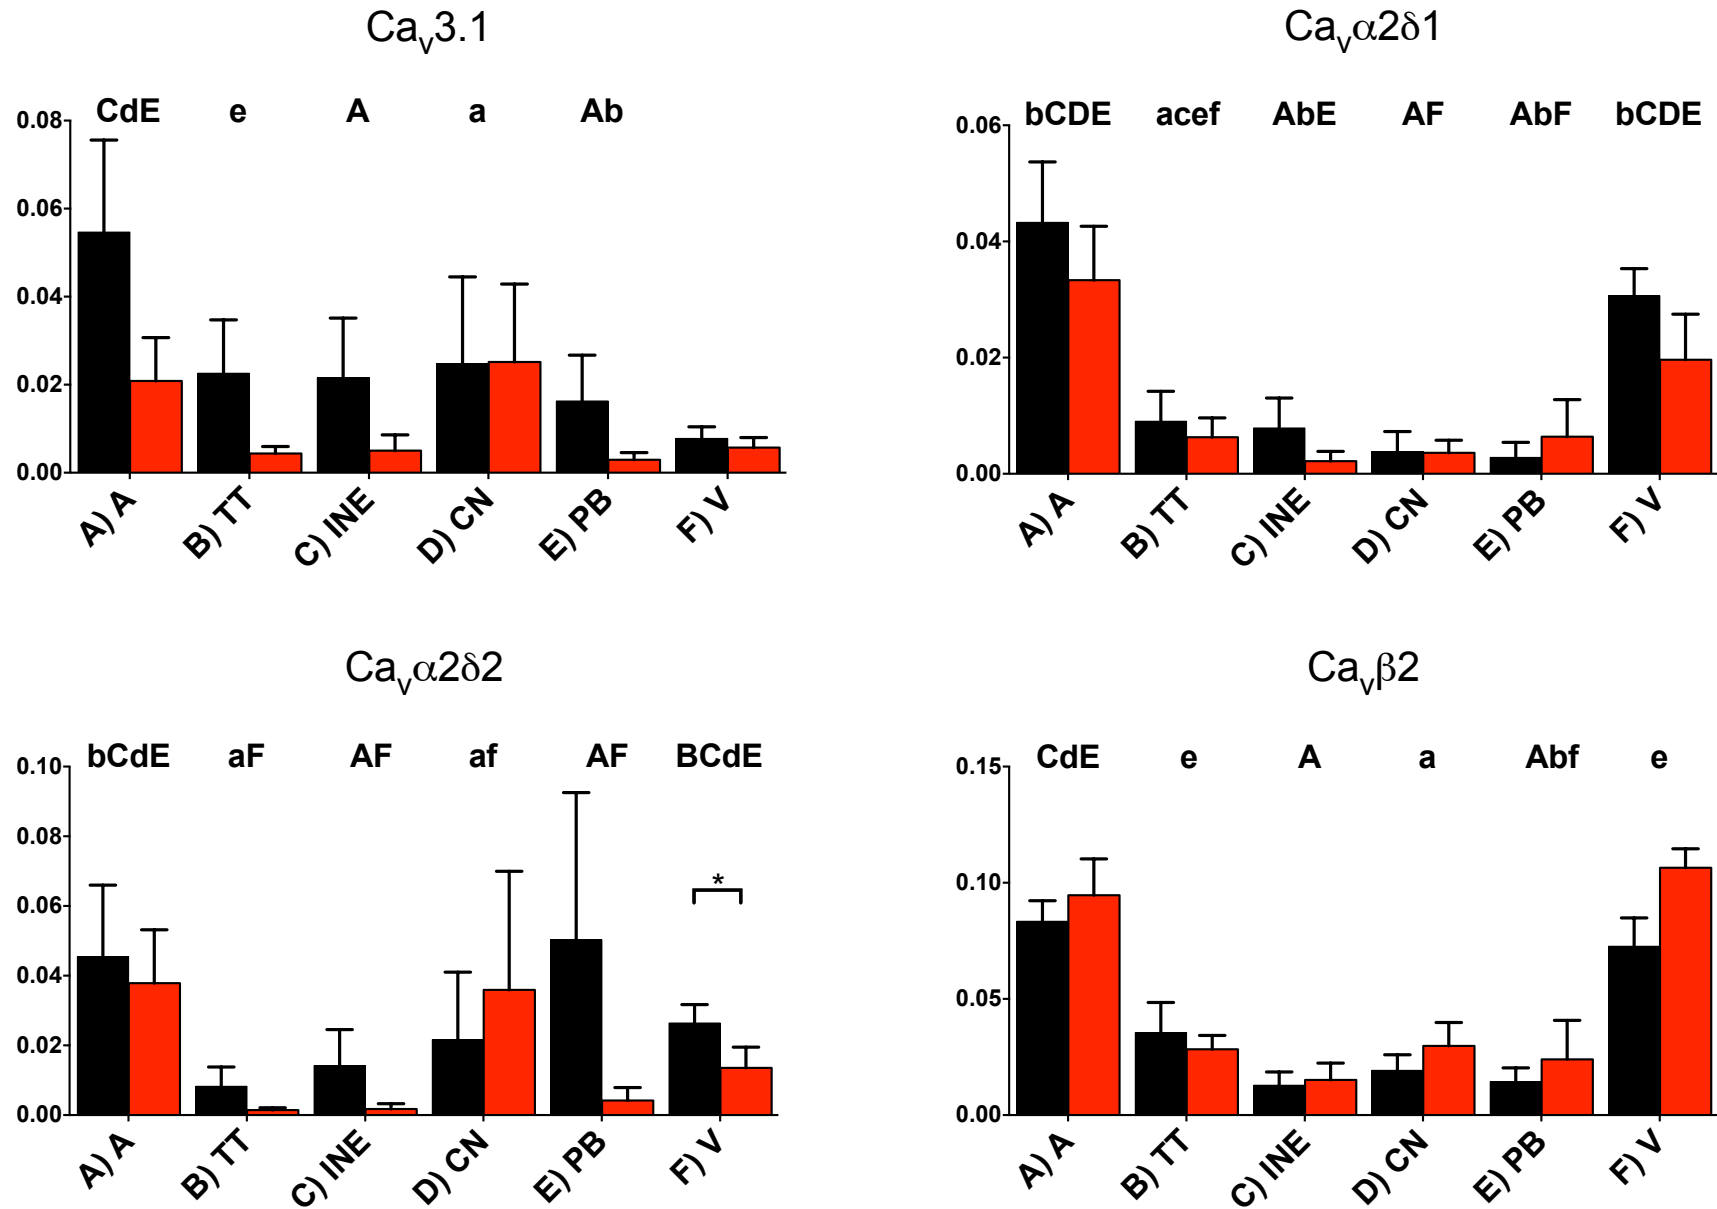 Cav3.1
CdE e A a Ab
0.08
0.06
0.04
0.02
0.00
A) A B) TT C) INE D) CN E) PB F) V
Cavα2δ1
bCDE acef AbE AF AbF bCDE
0.06
0.04
0.02
0.00
A) A B) TT C) INE D) CN E) PB F) V
Cavα2δ2
bCdE aF AF af AF BCdE
0.10
0.08
0.06
0.04
0.02
0.00
*
A) A B) TT C) INE D) CN E) PB F) V
Cavβ2
CdE e A a Abf e
0.15
0.10
0.05
0.00
A) A B) TT C) INE D) CN E) PB F) V